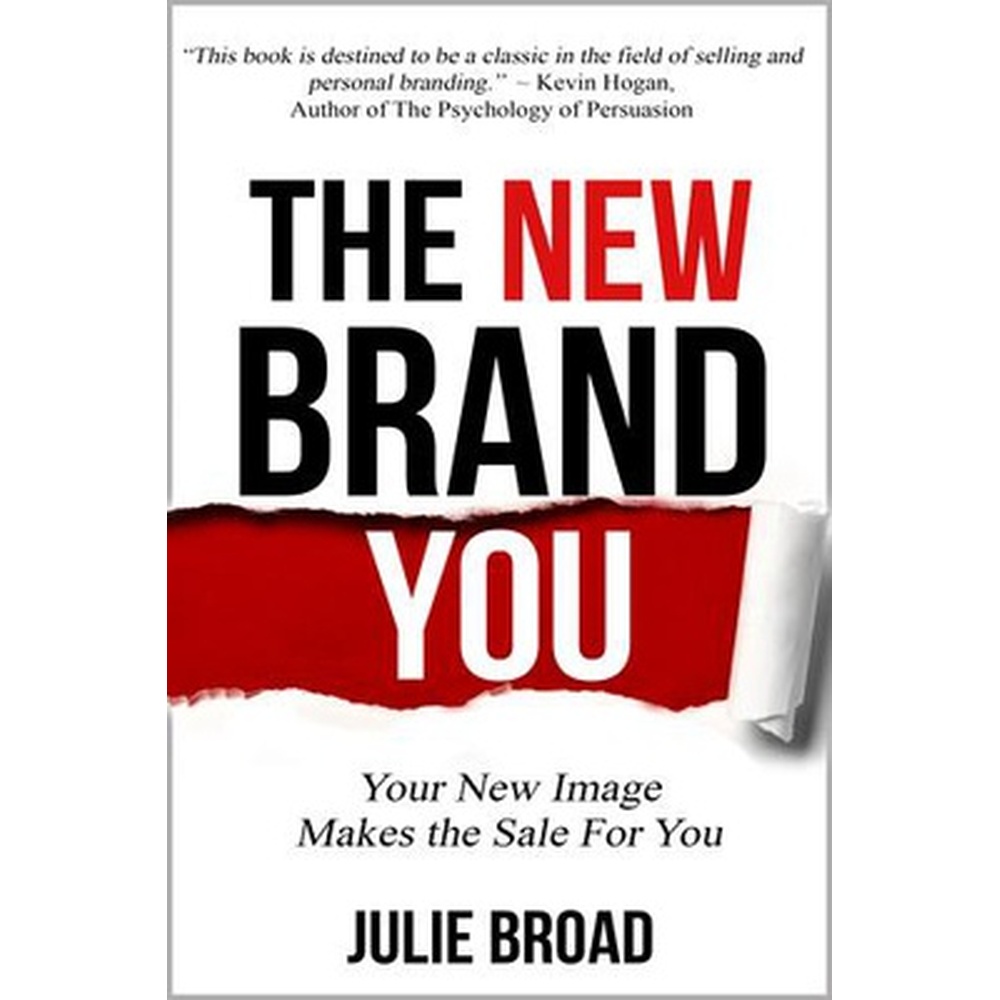 “This book is destined to be a classic in the field of selling and
personal branding.” ~ Kevin Hogan,
Author of The Psychology of Persuasion
THE NEW
BRAND
YOU
Your New Image
Makes the Sale For You
JULIE BROAD